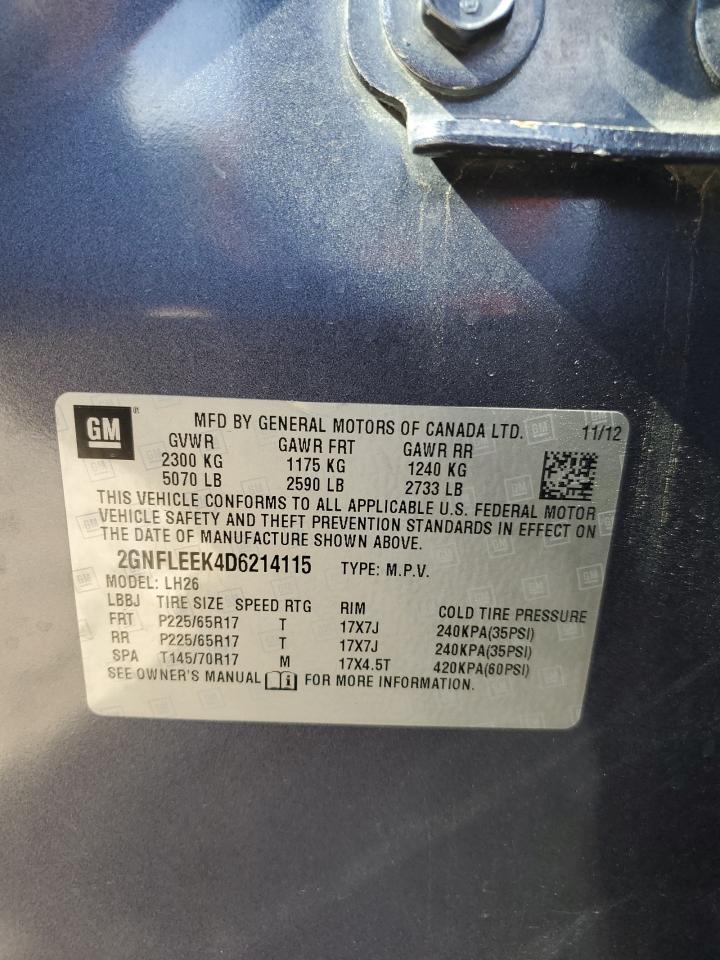 GM ® MFD BY GENERAL MOTORS OF CANADA LTD. 11/12
GVWR GAWR FRT GAWR RR
2300 KG 1175 KG 1240 KG
5070 LB 2590 LB 2733 LB
THIS VEHICLE CONFORMS TO ALL APPLICABLE U.S. FEDERAL MOTOR
VEHICLE SAFETY AND THEFT PREVENTION STANDARDS IN EFFECT ON
THE DATE OF MANUFACTURE SHOWN ABOVE.
2GNFLEEK4D6214115 TYPE: M.P.V.
MODEL: LH26
LBBJ TIRE SIZE SPEED RTG RIM COLD TIRE PRESSURE
FRT P225/65R17 T 17X7J 240KPA(35PSI)
RR P225/65R17 T 17X7J 240KPA(35PSI)
SPA T145/70R17 M 17X4.5T 420KPA(60PSI)
SEE OWNER'S MANUAL FOR MORE INFORMATION.